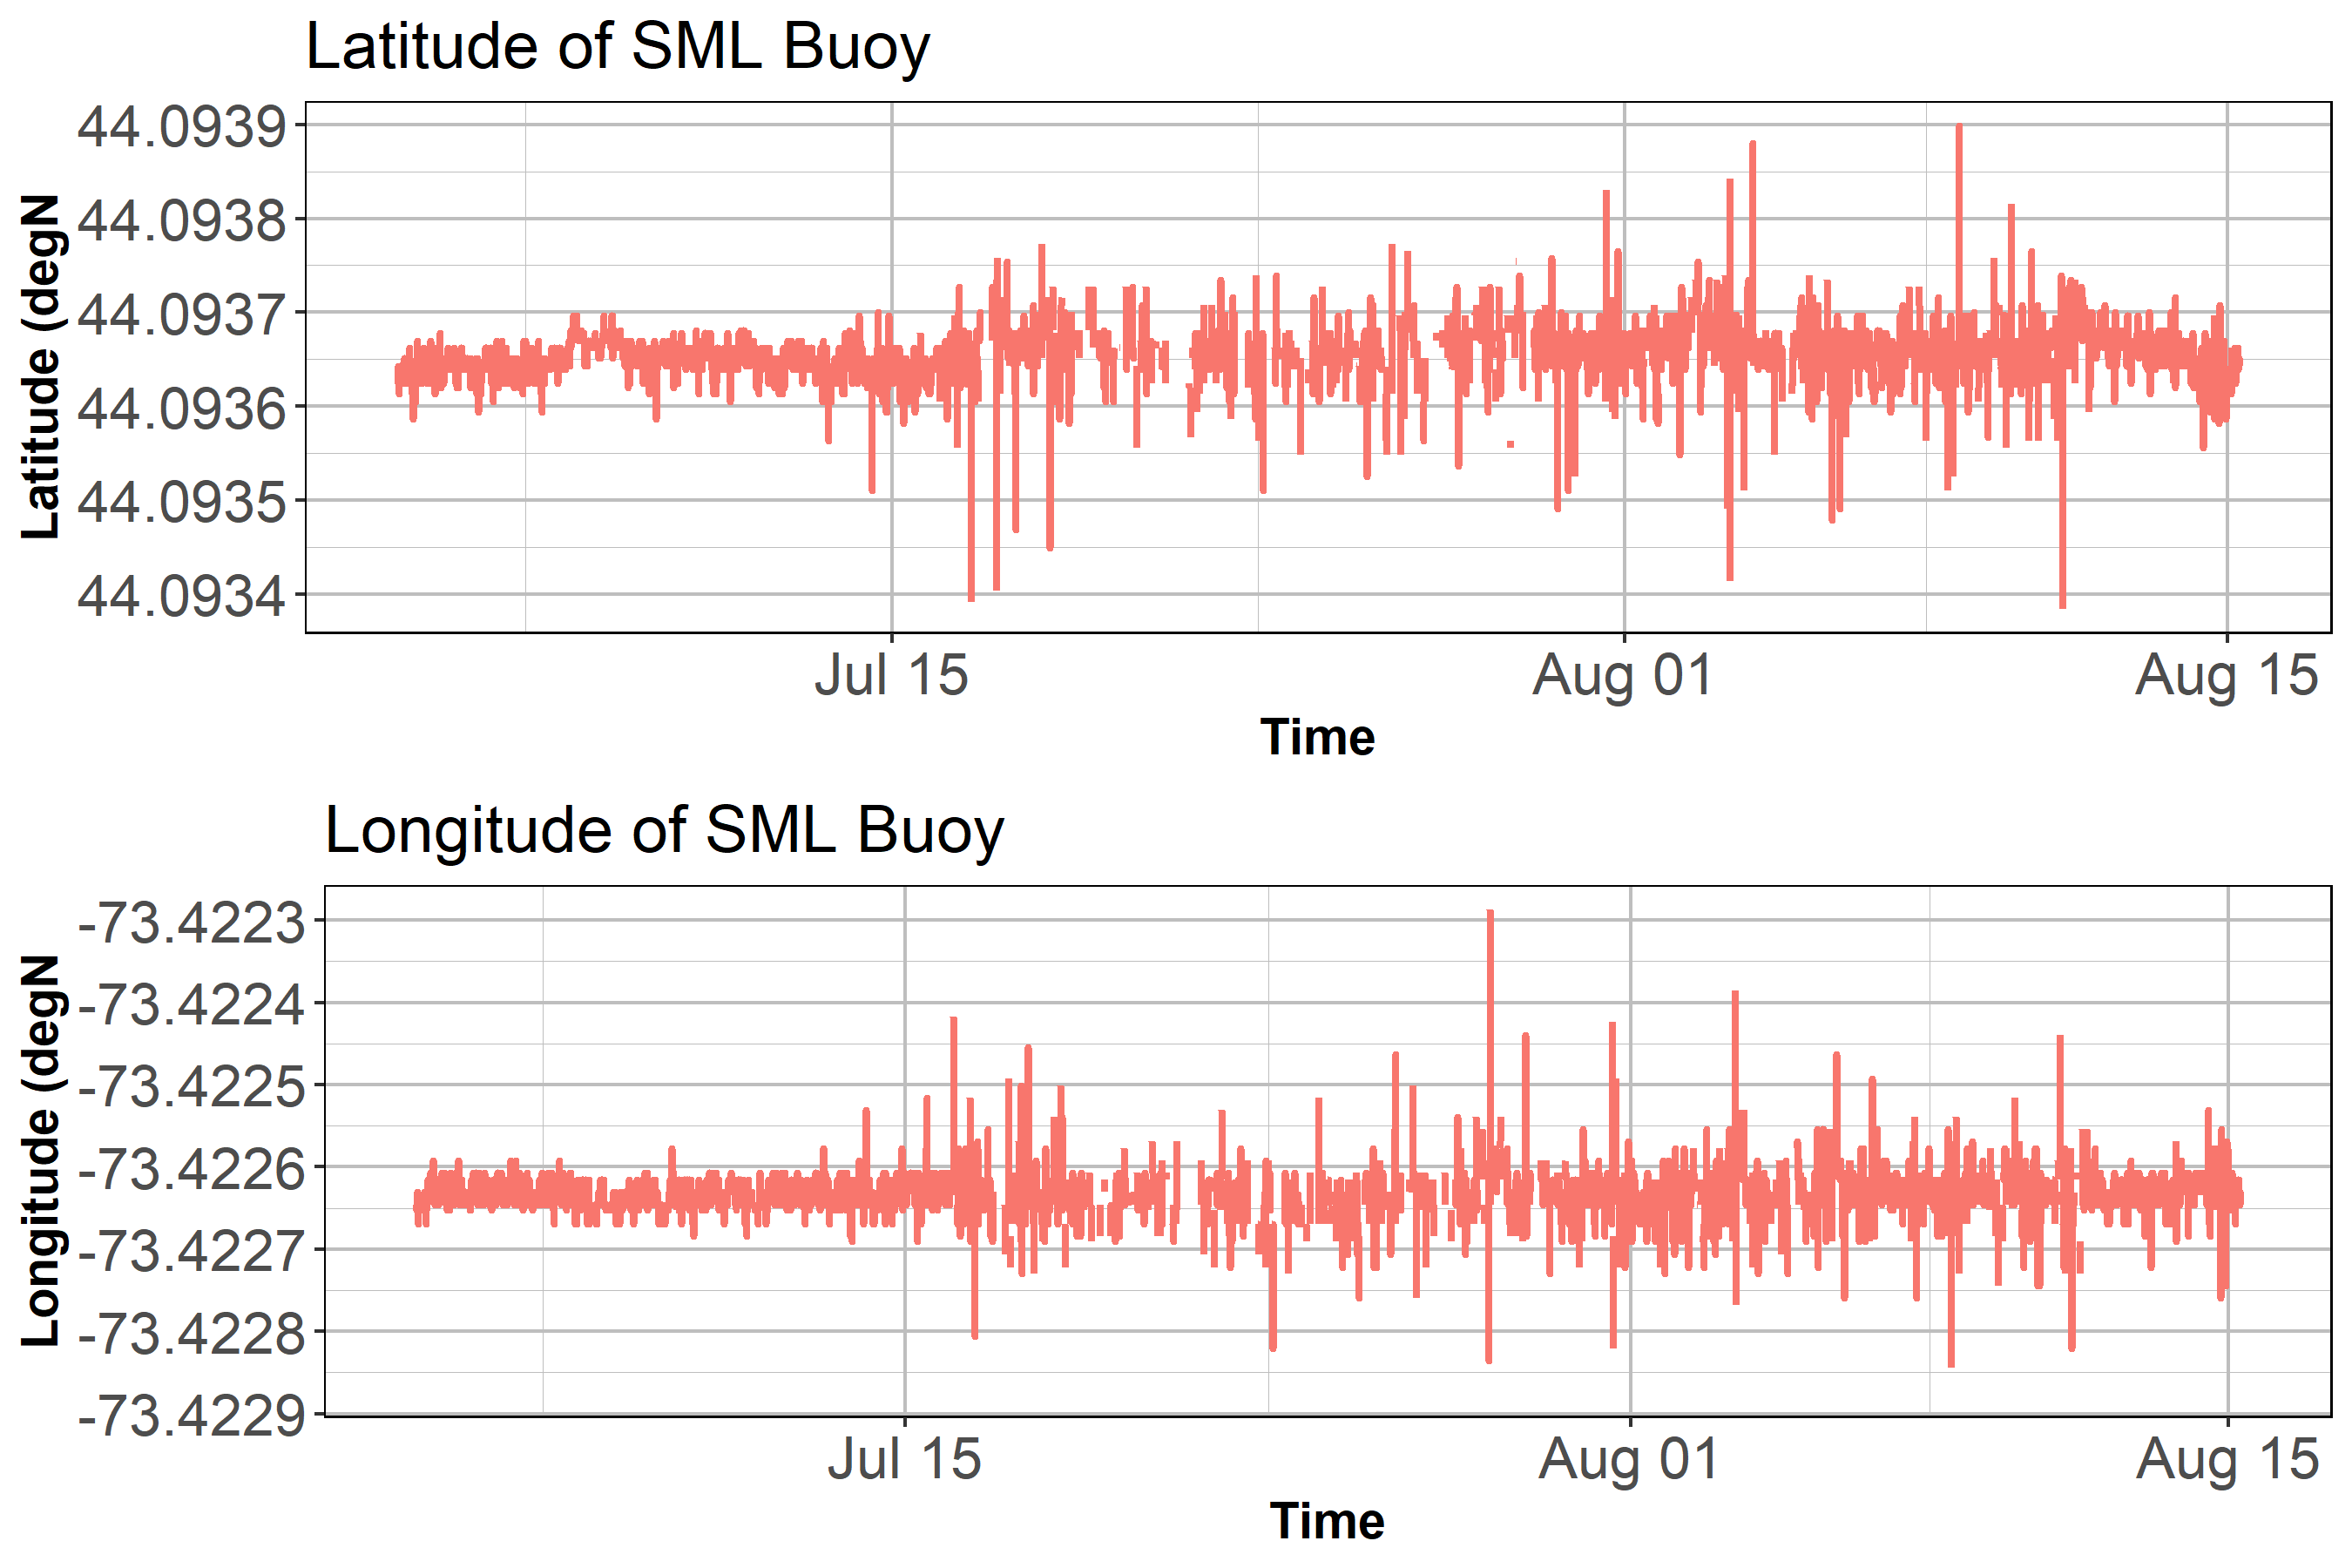 Latitude of SML Buoy
44.0939
44.0938
44.0937
44.0936
44.0935
44.0934
Latitude (degN
Jul 15
Aug 01
Aug 15
Time
Longitude of SML Buoy
-73.4223
-73.4224
-73.4225
-73.4226
-73.4227
-73.4228
-73.4229
Longitude (degN
Jul 15
Aug 01
Aug 15
Time